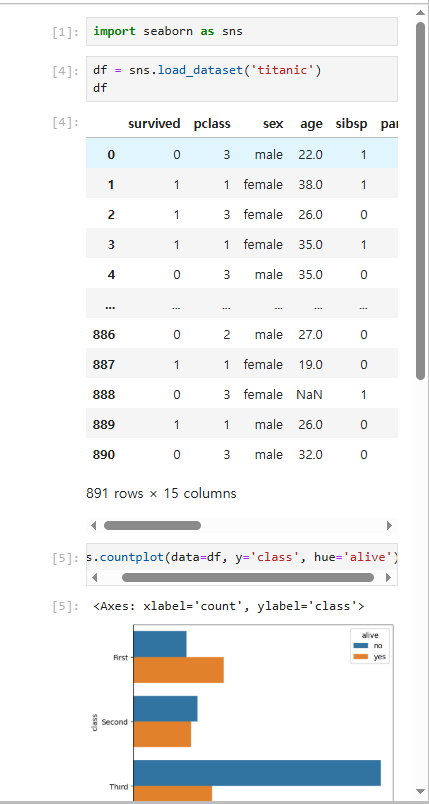 [1]: import seaborn as sns
[4]: df = sns.load_dataset('titanic')
df
[4]:
survived pclass sex age sibsp par
0 0 3 male 22.0 1
1 1 1 female 38.0 1
2 1 3 female 26.0 0
3 1 1 female 35.0 1
4 0 3 male 35.0 0
... ... ... ... ... ...
886 0 2 male 27.0 0
887 1 1 female 19.0 0
888 0 3 female NaN 1
889 1 1 male 26.0 0
890 0 3 male 32.0 0
891 rows × 15 columns
[5]: s.countplot(data=df, y='class', hue='alive')
[5]: <Axes: xlabel='count', ylabel='class'>
alive
no
yes
First
Second
Third
class